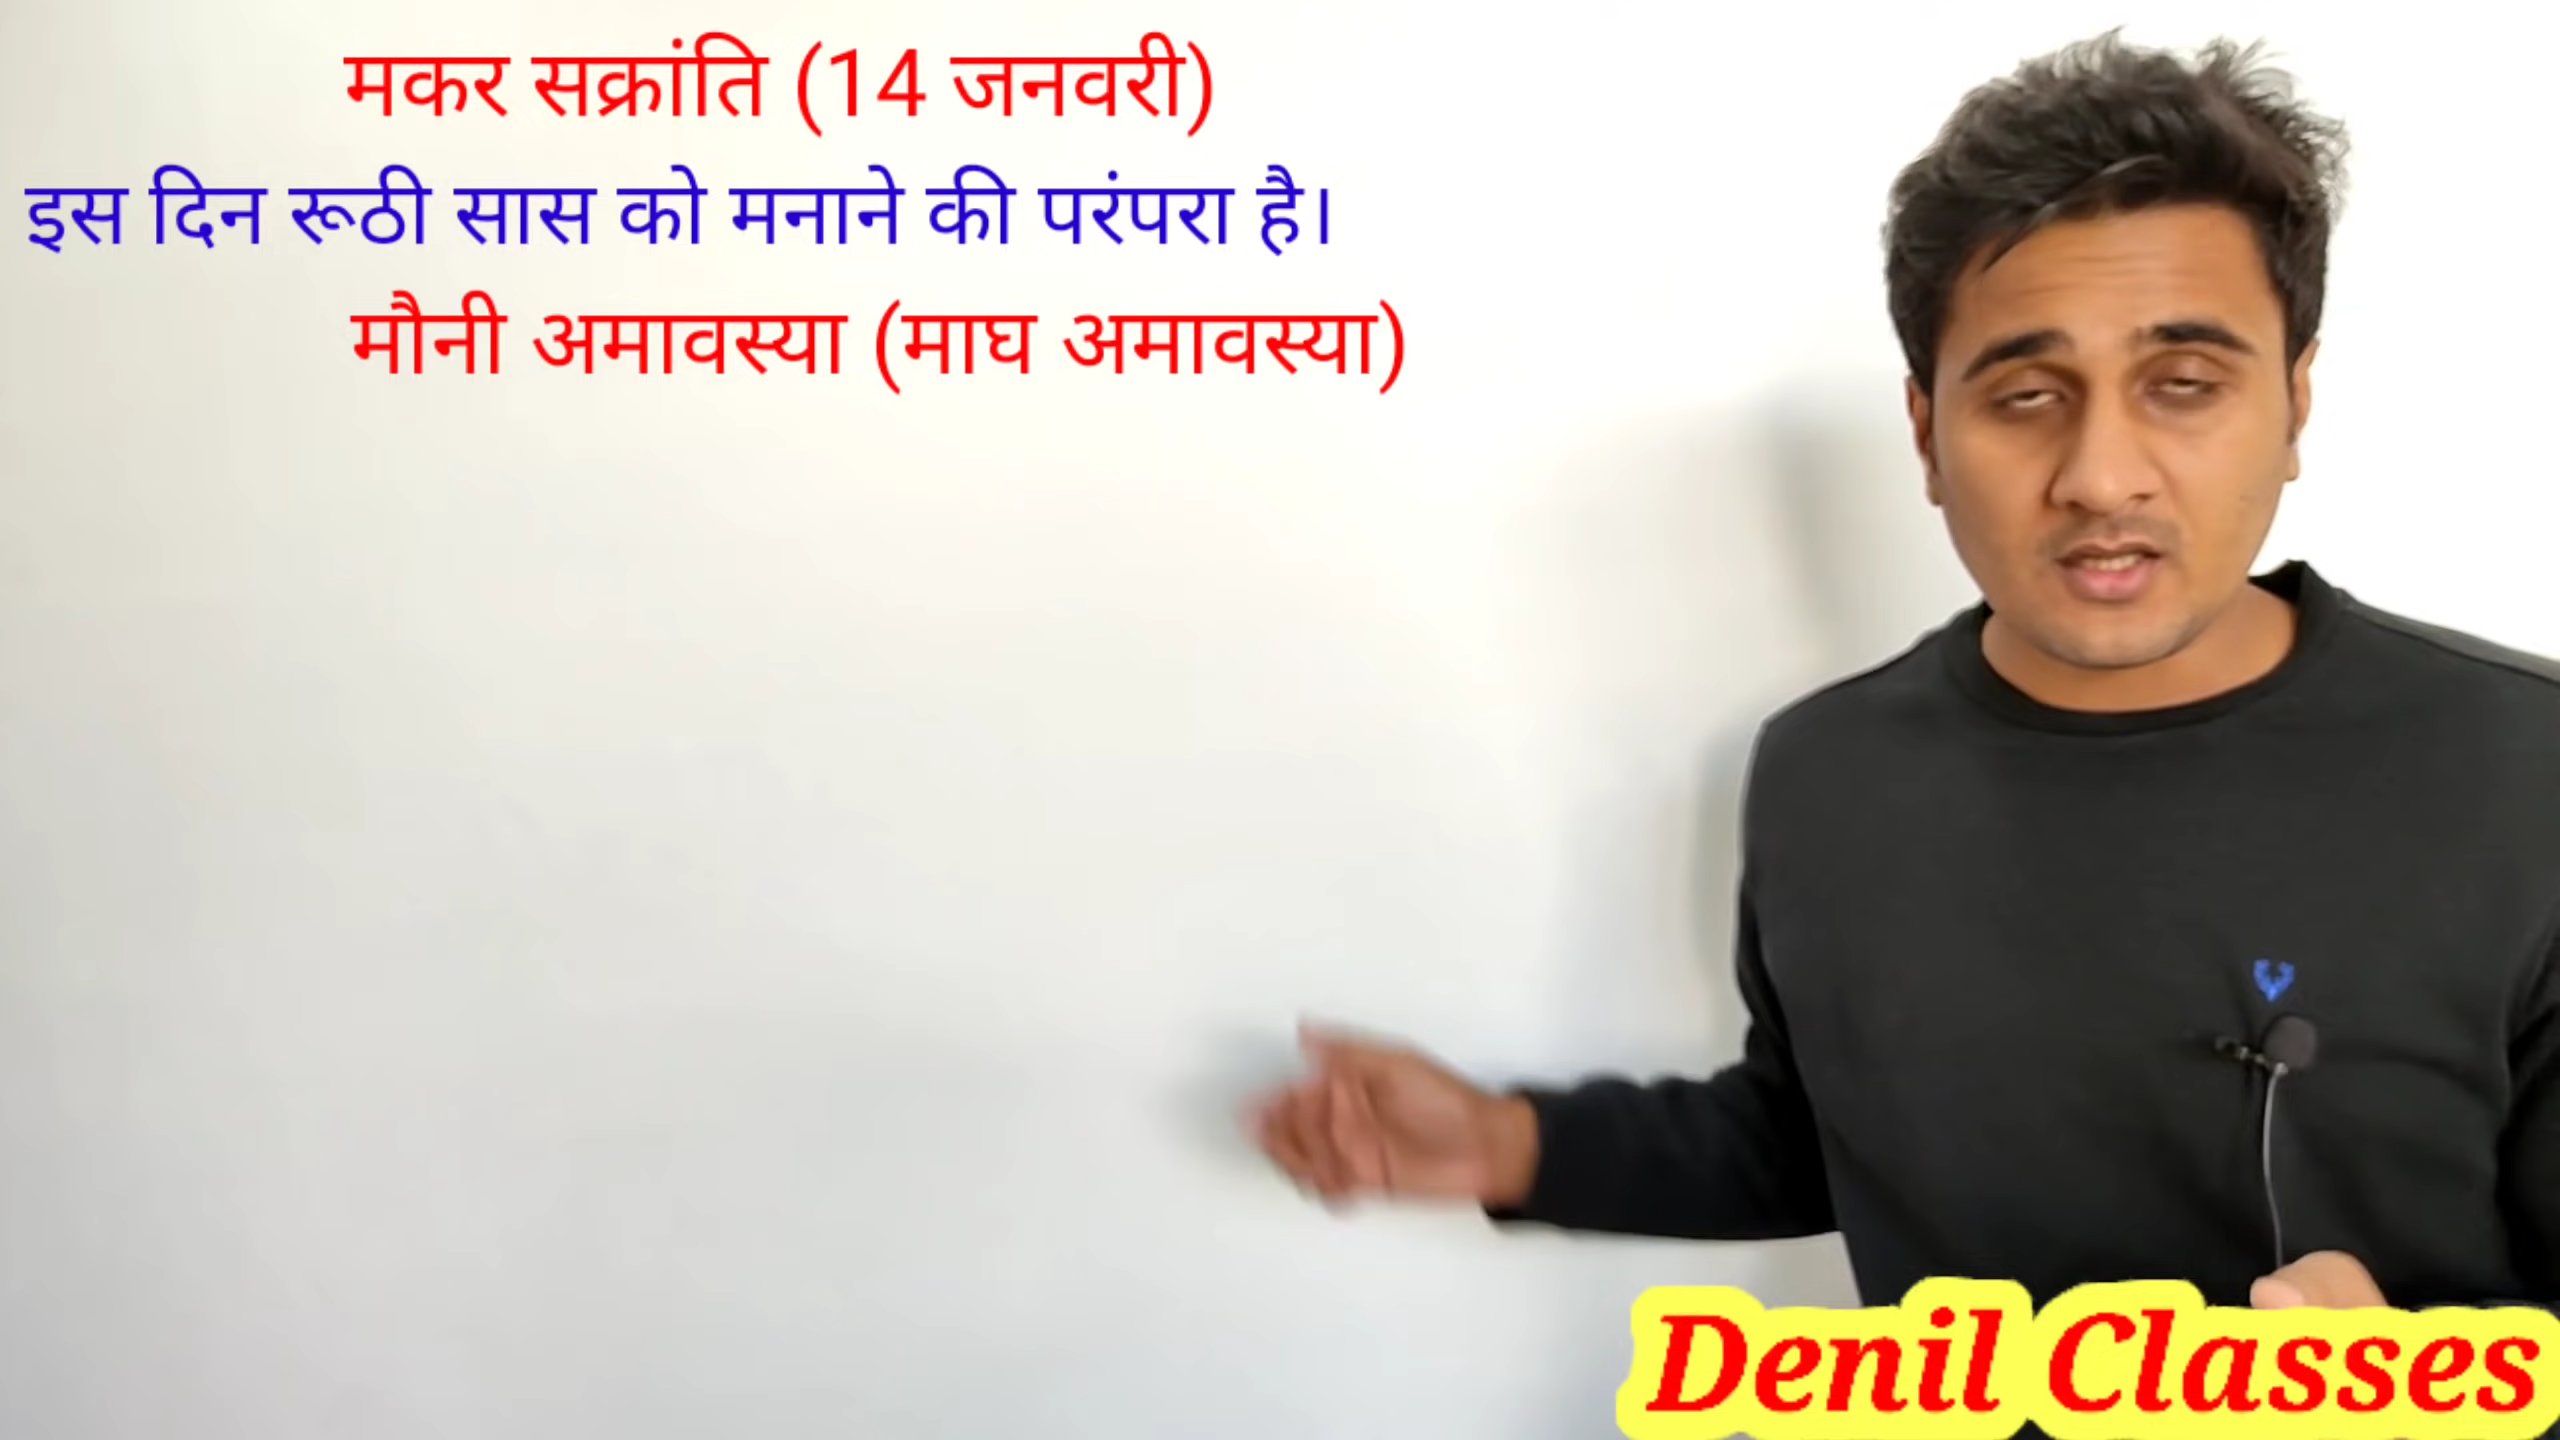 मकर सक्रांति (14 जनवरी)
इस दिन रूठी सास को मनाने की परंपरा है।
मौनी अमावस्या (माघ अमावस्या)
Denil Classes